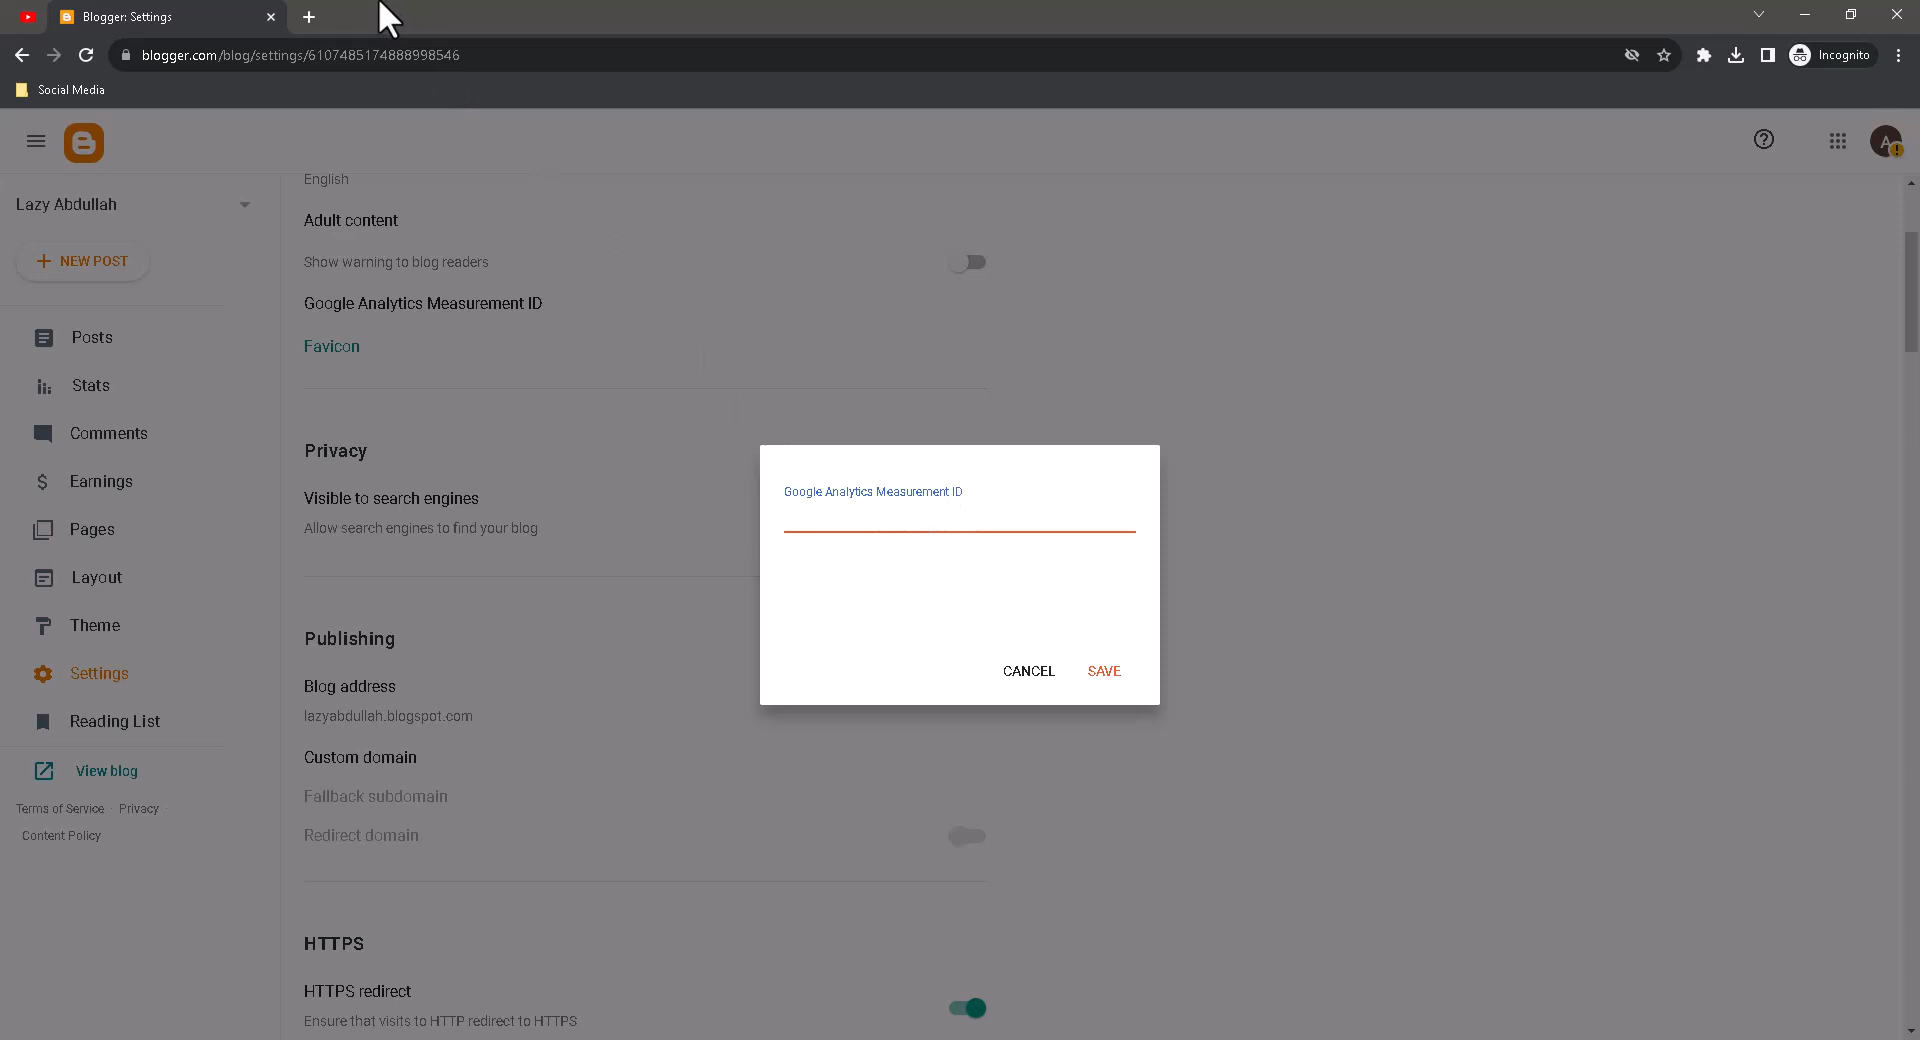 Blogger: Settings
blogger.com/blog/settings/6107485174888998546
Incognito
Social Media
A
English
Lazy Abdullah
Adult content
NEW POST
Show warning to blog readers
Google Analytics Measurement ID
Posts
Favicon
Stats
Comments
Privacy
Earnings
Visible to search engines
Google Analytics Measurement ID
Pages
Allow search engines to find your blog
Layout
Theme
Publishing
Settings
Blog address
CANCEL SAVE
Reading List
lazyabdullah.blogspot.com
Custom domain
View blog
Fallback subdomain
Terms of Service · Privacy ·
Content Policy
Redirect domain
HTTPS
HTTPS redirect
Ensure that visits to HTTP redirect to HTTPS